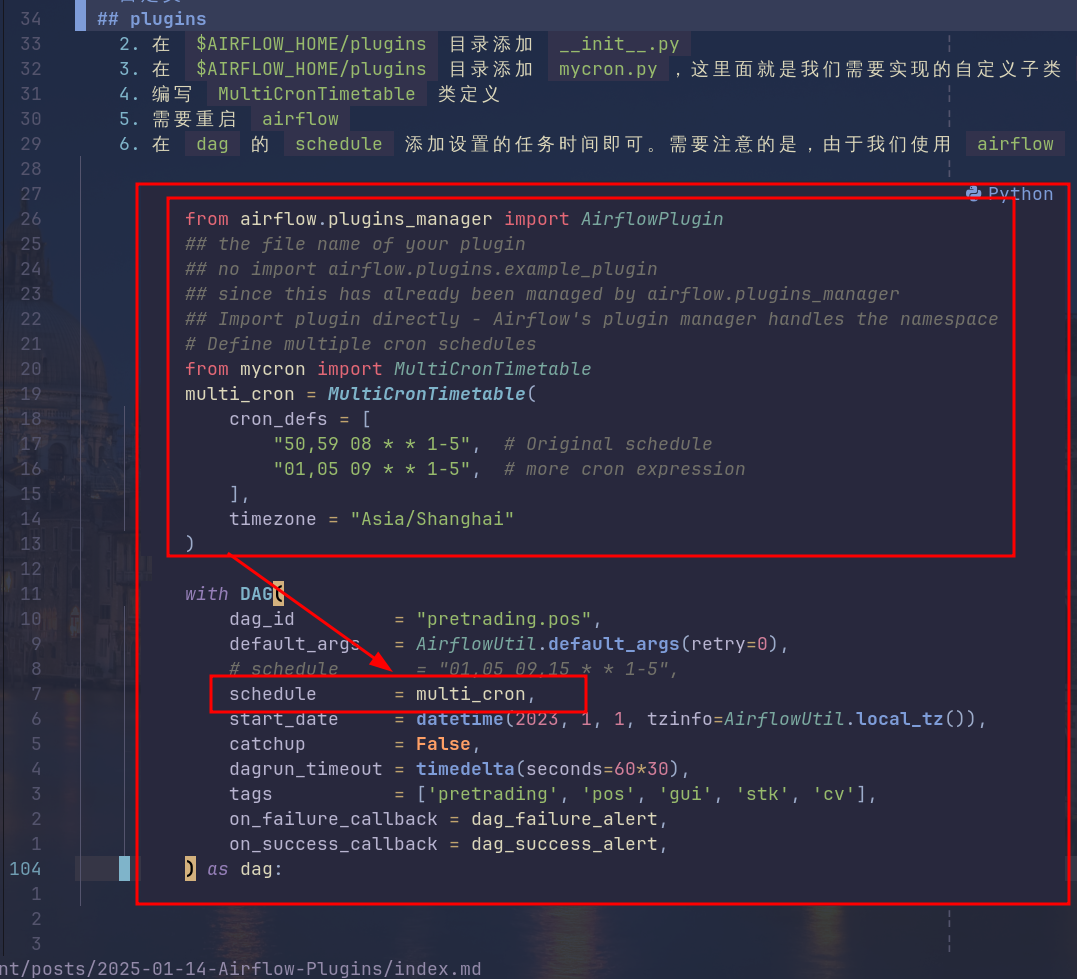 34 ## plugins
33 2. 在 $AIRFLOW_HOME/plugins 目录添加 __init__.py
32 3. 在 $AIRFLOW_HOME/plugins 目录添加 mycron.py，这里面就是我们需要实现的自定义子类
31 4. 编写 MultiCronTimetable 类定义
30 5. 需要重启 airflow
29 6. 在 dag 的 schedule 添加设置的任务时间即可。需要注意的是，由于我们使用 airflow
28
27 Python
26 from airflow.plugins_manager import AirflowPlugin
25 ## the file name of your plugin
24 ## no import airflow.plugins.example_plugin
23 ## since this has already been managed by airflow.plugins_manager
22 ## Import plugin directly - Airflow's plugin manager handles the namespace
21 # Define multiple cron schedules
20 from mycron import MultiCronTimetable
19 multi_cron = MultiCronTimetable(
18 cron_defs = [
17 "50,59 08 * * 1-5", # Original schedule
16 "01,05 09 * * 1-5", # more cron expression
15 ],
14 timezone = "Asia/Shanghai"
13 )
12
11 with DAG(
10 dag_id = "pretrading.pos",
9 default_args = AirflowUtil.default_args(retry=0),
8 # schedule = "01,05 09,15 * * 1-5",
7 schedule = multi_cron,
6 start_date = datetime(2023, 1, 1, tzinfo=AirflowUtil.local_tz()),
5 catchup = False,
4 dagrun_timeout = timedelta(seconds=60*30),
3 tags = ['pretrading', 'pos', 'gui', 'stk', 'cv'],
2 on_failure_callback = dag_failure_alert,
1 on_success_callback = dag_success_alert,
104 ) as dag:
1
2
3
nt/posts/2025-01-14-Airflow-Plugins/index.md